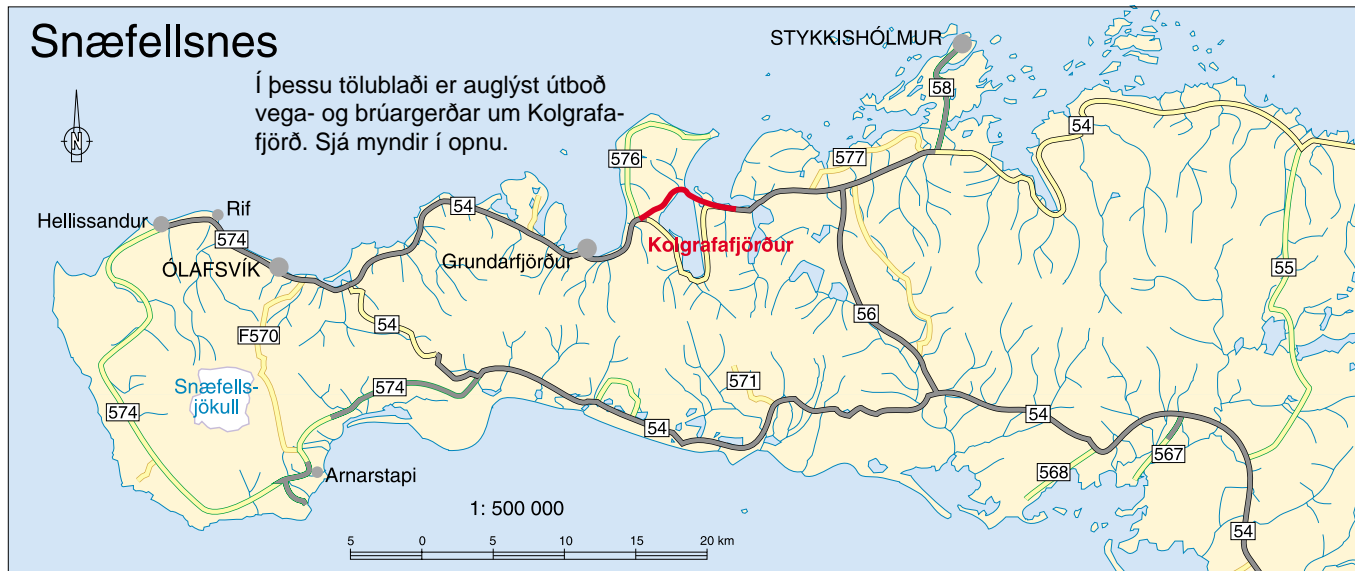 Snæfellsnes
Í þessu tölublaði er auglýst útboð
vega- og brúargerðar um Kolgrafa-
fjörð. Sjá myndir í opnu.
STYKKISHÓLMUR
58
54
576
577
N
Rif
Hellissandur
574
54
Kolgrafafjörður
Grundarfjörður
ÓLAFSVÍK
55
56
F570
54
Snæfells-
jökull
574
574
571
54
54
567
568
Arnarstapi
1: 500 000
54
5 0 5 10 15 20 km